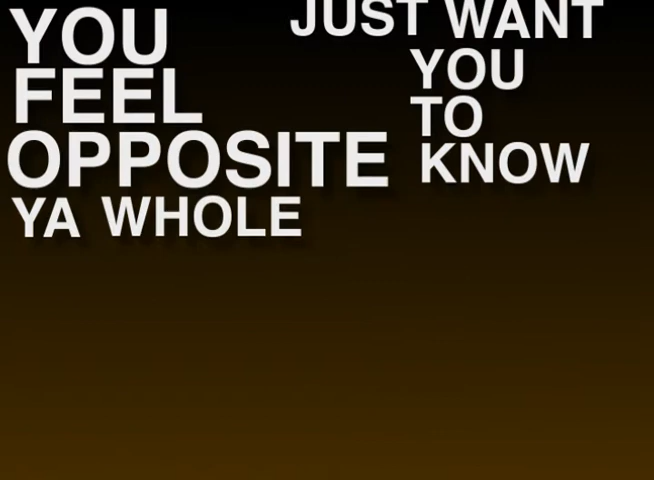 YOU
FEEL
OPPOSITE
YA WHOLE
JUST WANT
YOU
TO
KNOW